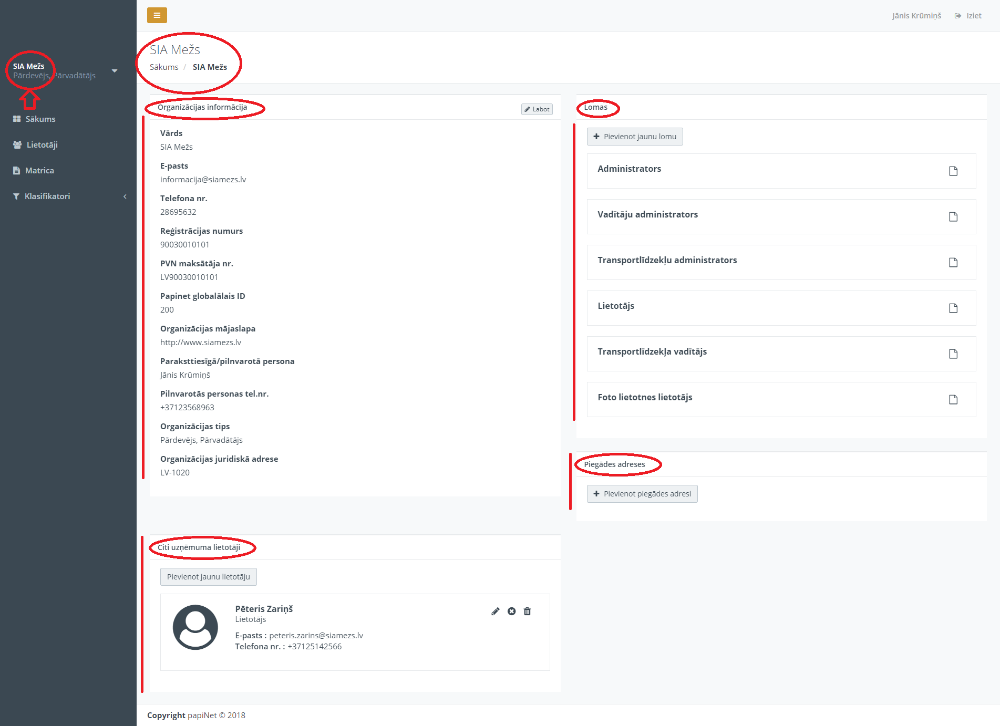 Jānis Krūmiņš Iziet
SIA Mežs
Pārdevējs, Pārvadātājs
Sākums
Lietotāji
Matrica
Klasifikatori
SIA Mežs
Sākums / SIA Mežs
Organizācijas informācija
Labot
Vārds
SIA Mežs
E-pasts
informacija@siamezs.lv
Telefona nr.
28695632
Reģistrācijas numurs
90030010101
PVN maksātāja nr.
LV90030010101
Papinet globalālais ID
200
Organizācijas mājaslapa
http://www.siamezs.lv
Paraksttiesīgā/pilnvarotā persona
Jānis Krūmiņš
Pilnvarotās personas tel.nr.
+37123568963
Organizācijas tips
Pārdevējs, Pārvadātājs
Organizācijas juridiskā adrese
LV-1020
Lomas
Pievienot jaunu lomu
Administrators
Vadītāju administrators
Transportlīdzekļu administrators
Lietotājs
Transportlīdzekļa vadītājs
Foto lietotnes lietotājs
Piegādes adreses
Pievienot piegādes adresi
Citi uzņēmuma lietotāji
Pievienot jaunu lietotāju
Pēteris Zariņš
Lietotājs
E-pasts : peteris.zarins@siamezs.lv
Telefona nr. : +37125142566
Copyright papiNet © 2018